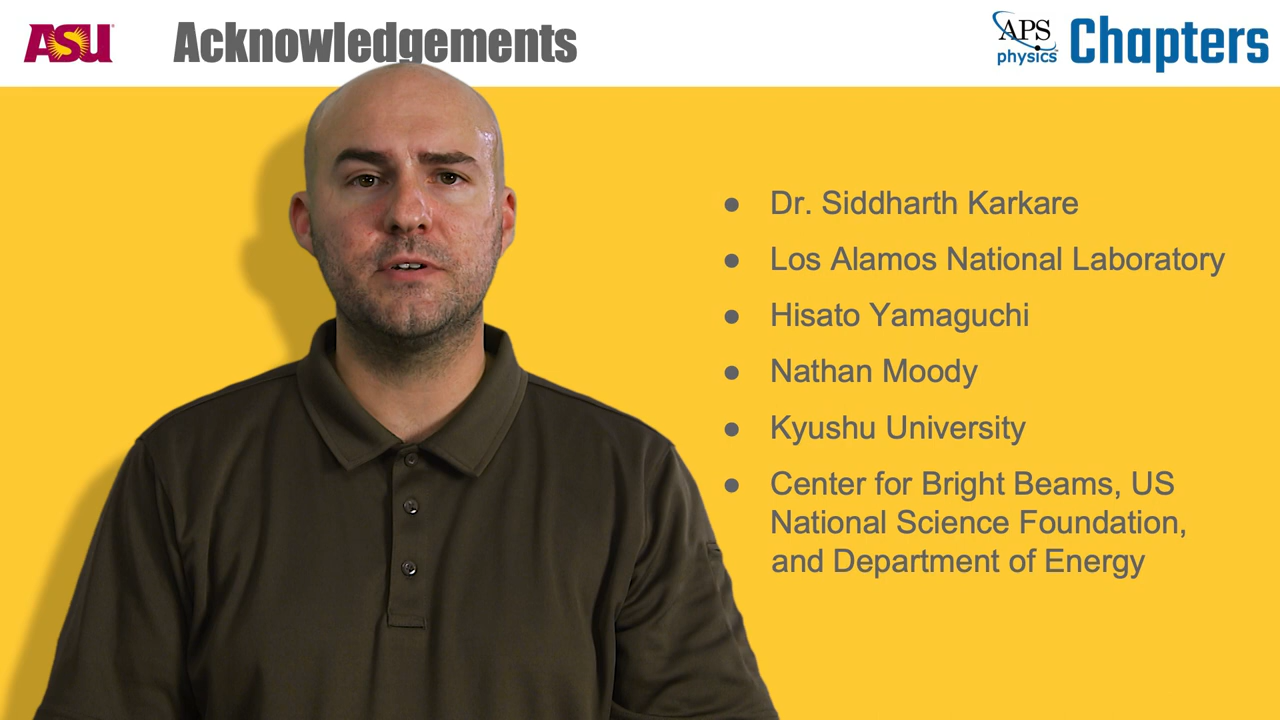 ASU Acknowledgements APS physics Chapters
● Dr. Siddharth Karkare
● Los Alamos National Laboratory
● Hisato Yamaguchi
● Nathan Moody
● Kyushu University
● Center for Bright Beams, US
National Science Foundation,
and Department of Energy